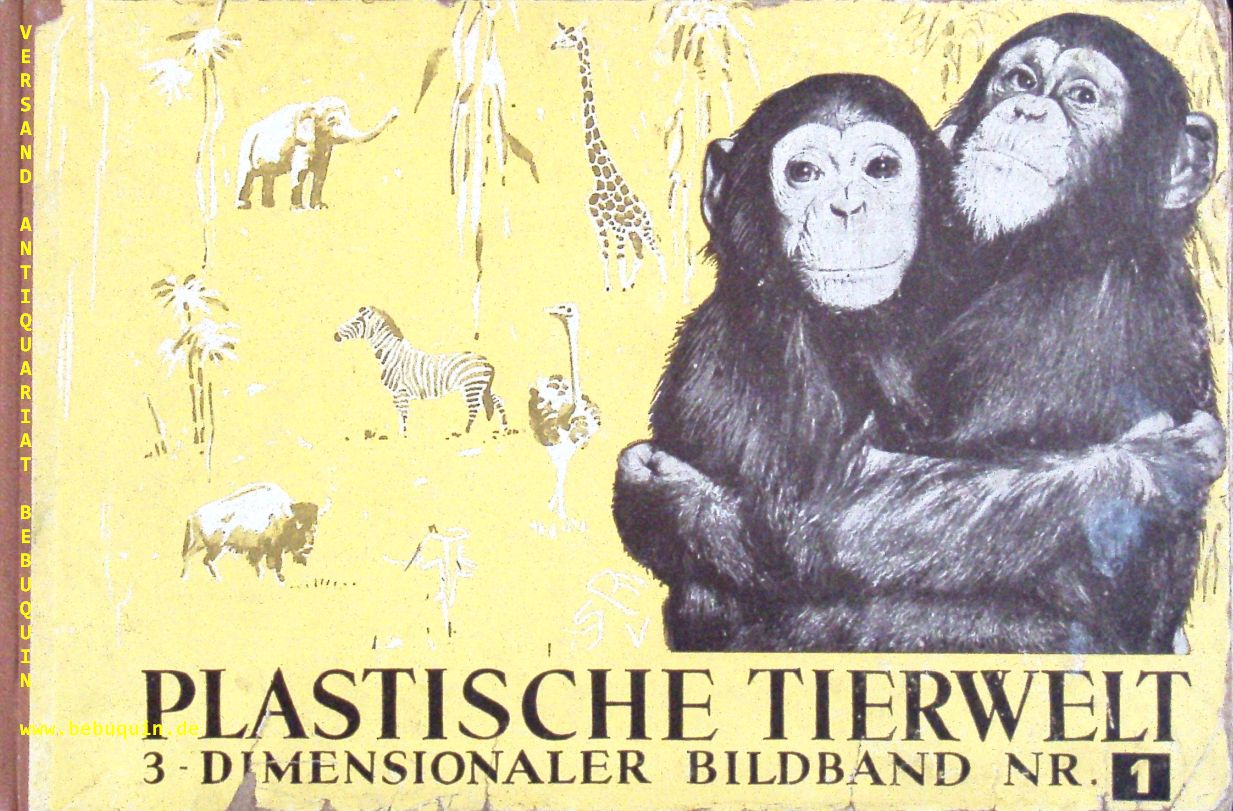 VERSAND ANTIQUARIAT BEBUQUIN
www.bebuquin.de
PLASTISCHE TIERWELT
3-DIMENSIONALER BILDBAND NR. 1